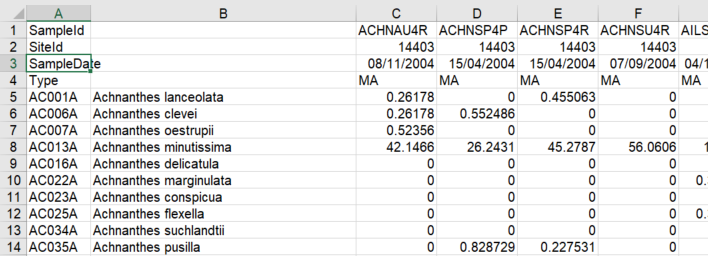 A B C D E F
1 SampleId ACHNAU4R ACHNSP4P ACHNSP4R ACHNSU4R AILS
2 SiteId 14403 14403 14403 14403
3 SampleDate 08/11/2004 15/04/2004 15/04/2004 07/09/2004 04/1
4 Type MA MA MA MA MA
5 AC001A Achnanthes lanceolata 0.26178 0 0.455063 0
6 AC006A Achnanthes clevei 0.26178 0.552486 0 0
7 AC007A Achnanthes oestrupii 0.52356 0 0 0
8 AC013A Achnanthes minutissima 42.1466 26.2431 45.2787 56.0606 1
9 AC016A Achnanthes delicatula 0 0 0 0
10 AC022A Achnanthes marginulata 0 0 0 0 0.
11 AC023A Achnanthes conspicua 0 0 0 0
12 AC025A Achnanthes flexella 0 0 0 0 0.
13 AC034A Achnanthes suchlandtii 0 0 0 0
14 AC035A Achnanthes pusilla 0 0.828729 0.227531 0